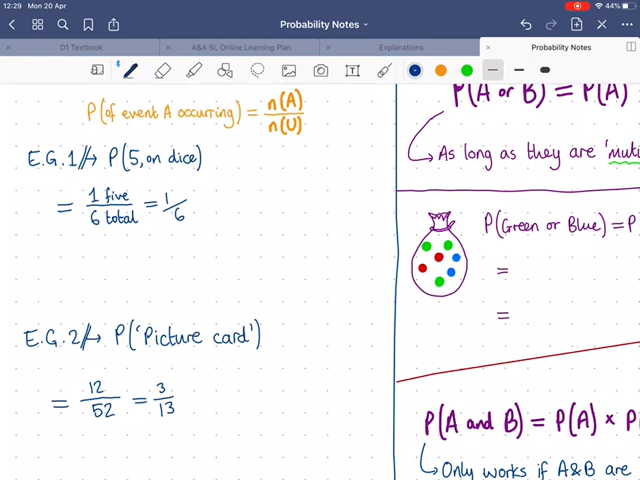 12:29 Mon 20 Apr
44%
Probability Notes
D1 Textbook
A&A SL Online Learning Plan
Explanations
Probability Notes
P(of event A occurring) = n(A)/n(U)
E.G.1 P(5, on dice)
= 1 five/6 total = 1/6
E.G.2 P('Picture card')
= 12/52 = 3/13
P(A or B) = P(A)
As long as they are 'mut
P(Green or Blue) = P
=
=
P(A and B) = P(A) × P
Only works if A&B are